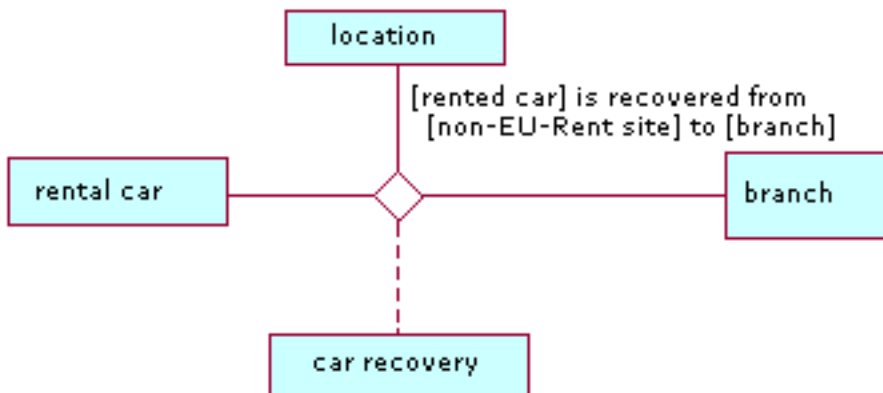 location
[rented car] is recovered from
[non-EU-Rent site] to [branch]
rental car
branch
car recovery